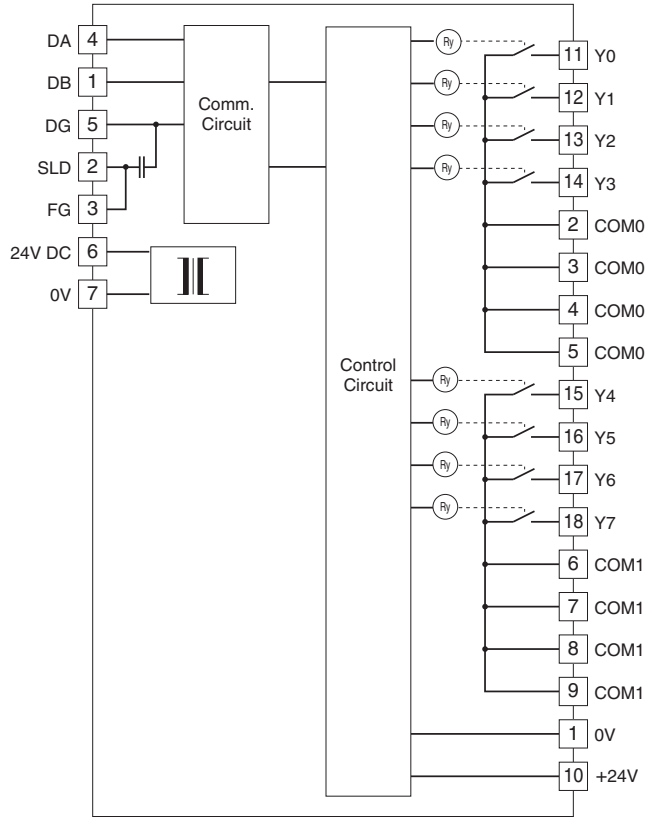 DA 4
DB 1
DG 5
SLD 2
FG 3
24V DC 6
0V 7
Comm.
Circuit
Control
Circuit
Ry 11 Y0
Ry 12 Y1
Ry 13 Y2
Ry 14 Y3
2 COM0
3 COM0
4 COM0
5 COM0
Ry 15 Y4
Ry 16 Y5
Ry 17 Y6
Ry 18 Y7
6 COM1
7 COM1
8 COM1
9 COM1
1 0V
10 +24V